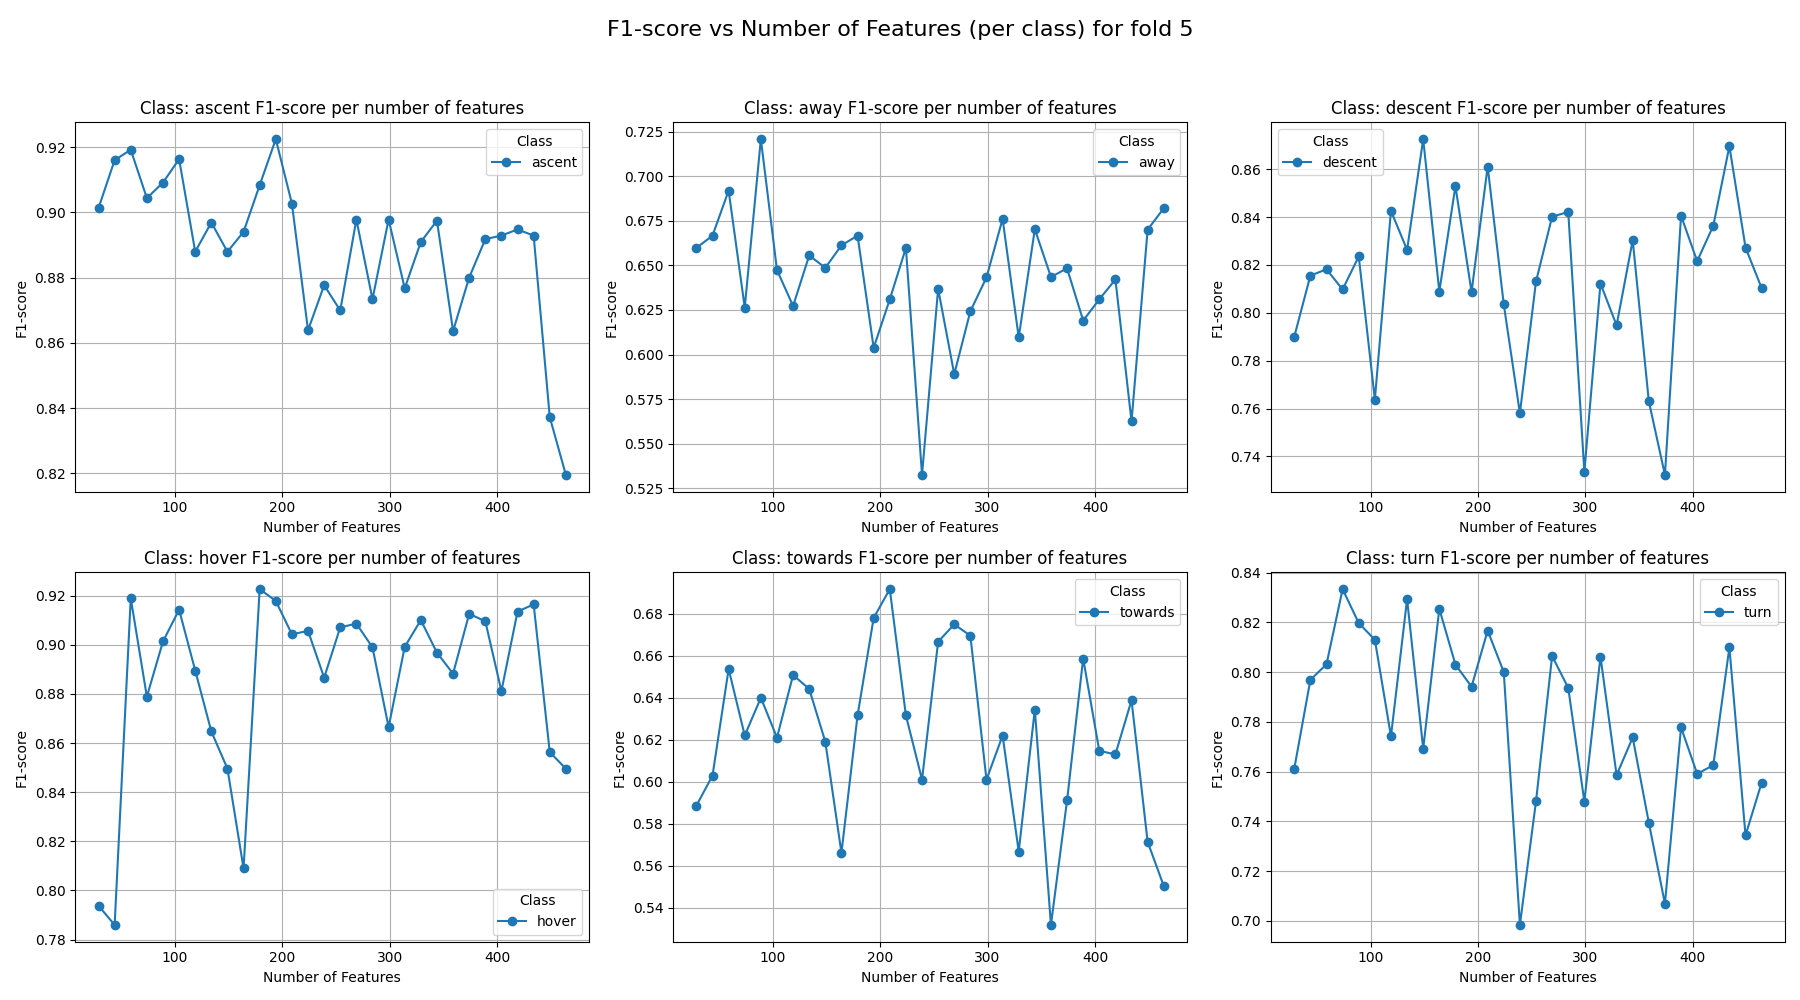 F1-score vs Number of Features (per class) for fold 5
Class: ascent F1-score per number of features
F1-score
0.92
0.90
0.88
0.86
0.84
0.82
Class
ascent
100 200 300 400
Number of Features
Class: away F1-score per number of features
F1-score
0.725
0.700
0.675
0.650
0.625
0.600
0.575
0.550
0.525
Class
away
100 200 300 400
Number of Features
Class: descent F1-score per number of features
F1-score
0.86
0.84
0.82
0.80
0.78
0.76
0.74
Class
descent
100 200 300 400
Number of Features
Class: hover F1-score per number of features
F1-score
0.92
0.90
0.88
0.86
0.84
0.82
0.80
0.78
Class
hover
100 200 300 400
Number of Features
Class: towards F1-score per number of features
F1-score
0.68
0.66
0.64
0.62
0.60
0.58
0.56
0.54
Class
towards
100 200 300 400
Number of Features
Class: turn F1-score per number of features
F1-score
0.84
0.82
0.80
0.78
0.76
0.74
0.72
0.70
Class
turn
100 200 300 400
Number of Features